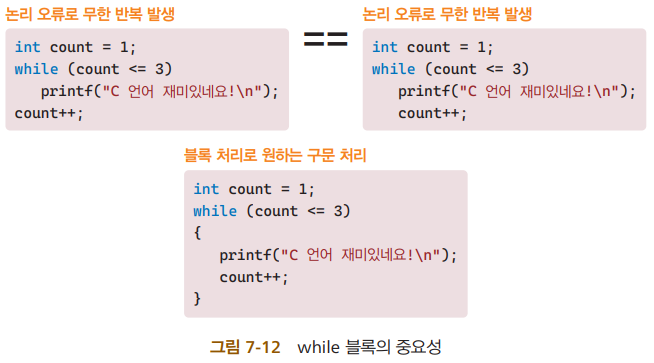 논리 오류로 무한 반복 발생
int count = 1;
while (count <= 3)
   printf("C 언어 재미있네요!\n");
count++;
==
논리 오류로 무한 반복 발생
int count = 1;
while (count <= 3)
   printf("C 언어 재미있네요!\n");
   count++;
블록 처리로 원하는 구문 처리
int count = 1;
while (count <= 3)
{
   printf("C 언어 재미있네요!\n");
   count++;
}
그림 7-12 while 블록의 중요성